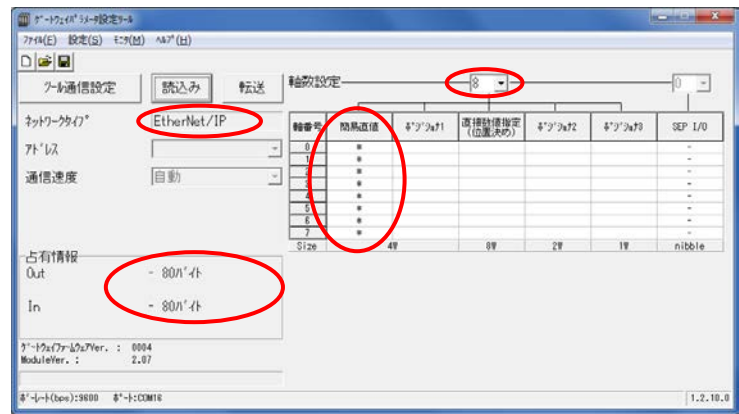 ｹﾞｰﾄｳｪｲﾊﾟﾗﾒｰﾀ設定ﾂｰﾙ
ﾌｧｲﾙ(F) 設定(S) ﾓﾆﾀ(M) ﾍﾙﾌﾟ(H)
ﾂｰﾙ通信設定 読込み 転送
軸数設定 8 0
ﾈｯﾄﾜｰｸﾀｲﾌﾟ EtherNet/IP
ｱﾄﾞﾚｽ
通信速度 自動
軸番号 簡易直値 ﾎﾟｼﾞｼｮﾅ1 直接数値指定(位置決め) ﾎﾟｼﾞｼｮﾅ2 ﾎﾟｼﾞｼｮﾅ3 SEP I/O
0 * -
1 * -
2 * -
3 * -
4 * -
5 * -
6 * -
7 * -
Size 4W 8W 2W 1W nibble
占有情報
Out - 80ﾊﾞｲﾄ
In - 80ﾊﾞｲﾄ
ｹﾞｰﾄｳｪｲﾌｧｰﾑｳｪｱVer. : 0004
ModuleVer. : 2.07
ﾎﾞｰﾚｰﾄ(bps):9600 ﾎﾟｰﾄ:COM16 1.2.10.0